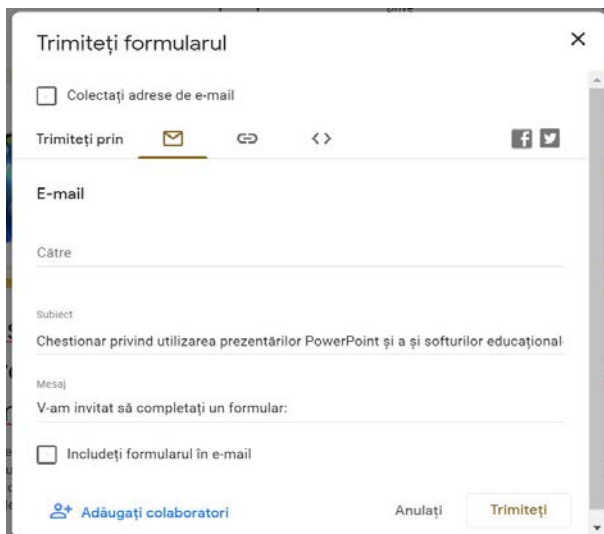 Trimiteți formularul
Colectați adrese de e-mail
Trimiteți prin
E-mail
Către
Subiect
Chestionar privind utilizarea prezentărilor PowerPoint și a și softurilor educațional
Mesaj
V-am invitat să completați un formular:
Includeți formularul în e-mail
Adăugați colaboratori Anulați Trimiteți